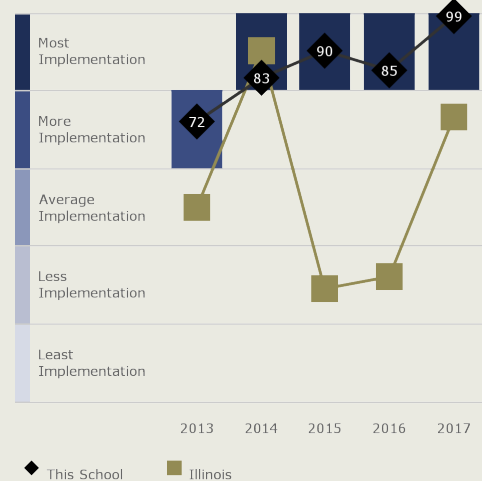 99
Most
Implementation
90
85
83
More
Implementation
72
Average
Implementation
Less
Implementation
Least
Implementation
2013 2014 2015 2016 2017
This School Illinois